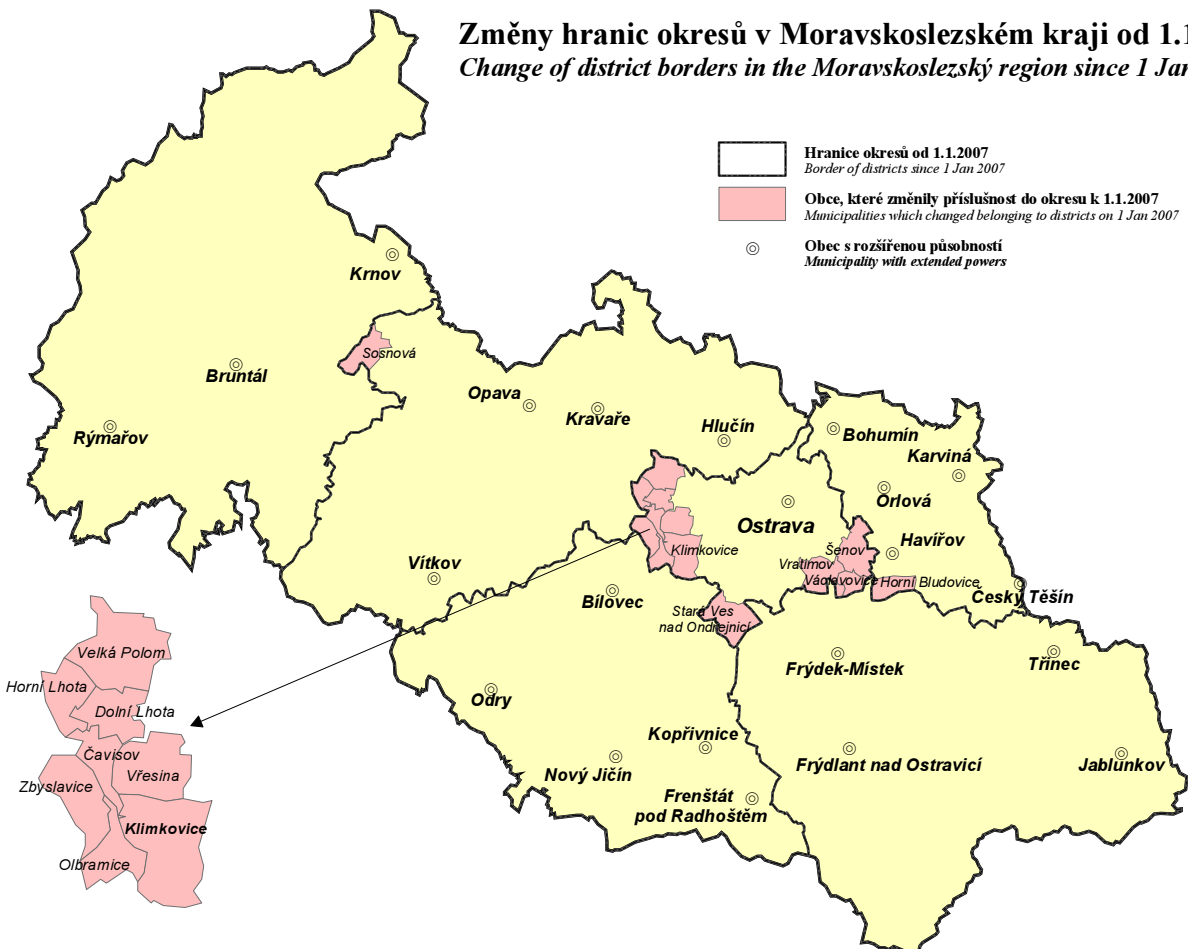 Změny hranic okresů v Moravskoslezském kraji od 1.1
Change of district borders in the Moravskoslezský region since 1 Jan
Hranice okresů od 1.1.2007
Border of districts since 1 Jan 2007
Obce, které změnily příslušnost do okresu k 1.1.2007
Municipalities which changed belonging to districts on 1 Jan 2007
Obec s rozšířenou působností
Municipality with extended powers
Krnov
Sosnová
Bruntál
Rýmařov
Opava
Kravaře
Hlučín
Bohumín
Karviná
Orlová
Ostrava
Havířov
Šenov
Klimkovice
Vratimov
Václavovice
Horní Bludovice
Český Těšín
Vítkov
Bílovec
Stará Ves
nad Ondřejnicí
Frýdek-Místek
Třinec
Odry
Kopřivnice
Nový Jičín
Frýdlant nad Ostravicí
Jablunkov
Frenštát
pod Radhoštěm
Velká Polom
Horní Lhota
Dolní Lhota
Čavisov
Vřesina
Zbyslavice
Klimkovice
Olbramice